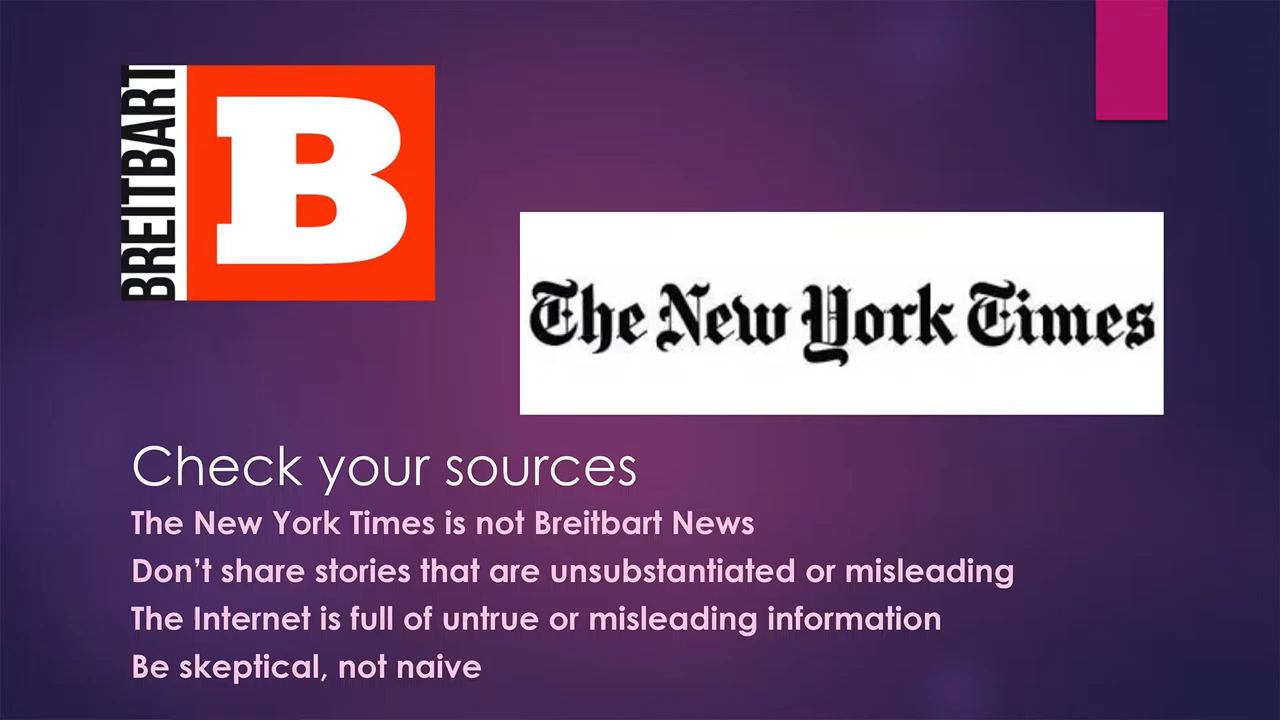 BREITBART
B
The New York Times
Check your sources
The New York Times is not Breitbart News
Don’t share stories that are unsubstantiated or misleading
The Internet is full of untrue or misleading information
Be skeptical, not naive